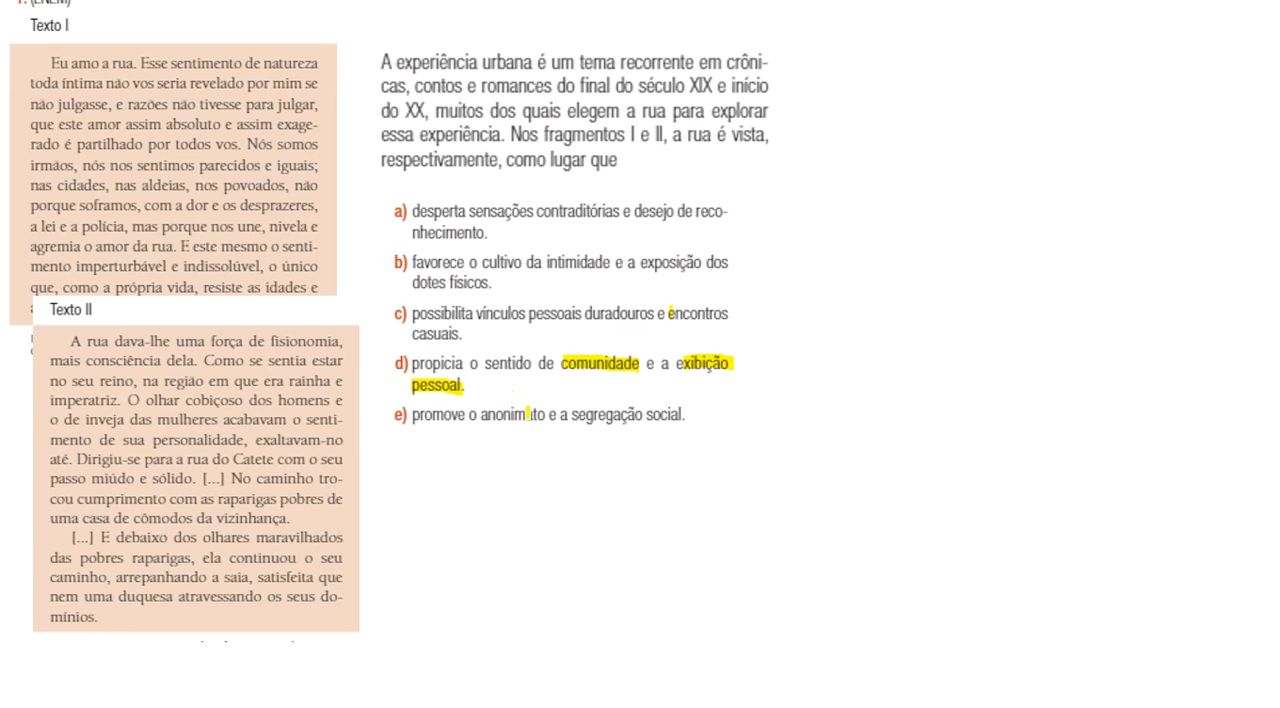 1. (ENEM)
Texto I
Eu amo a rua. Esse sentimento de natureza
toda íntima não vos seria revelado por mim se
não julgasse, e razões não tivesse para julgar,
que este amor assim absoluto e assim exage-
rado é partilhado por todos vos. Nós somos
irmãos, nós nos sentimos parecidos e iguais;
nas cidades, nas aldeias, nos povoados, não
porque soframos, com a dor e os desprazeres,
a lei e a polícia, mas porque nos une, nivela e
agremia o amor da rua. E este mesmo o senti-
mento imperturbável e indissolúvel, o único
que, como a própria vida, resiste as idades e
Texto II
A rua dava-lhe uma força de fisionomia,
mais consciência dela. Como se sentia estar
no seu reino, na região em que era rainha e
imperatriz. O olhar cobiçoso dos homens e
o de inveja das mulheres acabavam o senti-
mento de sua personalidade, exaltavam-no
até. Dirigiu-se para a rua do Catete com o seu
passo miúdo e sólido. [...] No caminho tro-
cou cumprimento com as raparigas pobres de
uma casa de cômodos da vizinhança.
[...] E debaixo dos olhares maravilhados
das pobres raparigas, ela continuou o seu
caminho, arrepanhando a saia, satisfeita que
nem uma duquesa atravessando os seus do-
mínios.
A experiência urbana é um tema recorrente em crôni-
cas, contos e romances do final do século XIX e início
do XX, muitos dos quais elegem a rua para explorar
essa experiência. Nos fragmentos I e II, a rua é vista,
respectivamente, como lugar que
a) desperta sensações contraditórias e desejo de reco-
nhecimento.
b) favorece o cultivo da intimidade e a exposição dos
dotes físicos.
c) possibilita vínculos pessoais duradouros e encontros
casuais.
d) propicia o sentido de comunidade e a exibição
pessoal.
e) promove o anonimato e a segregação social.